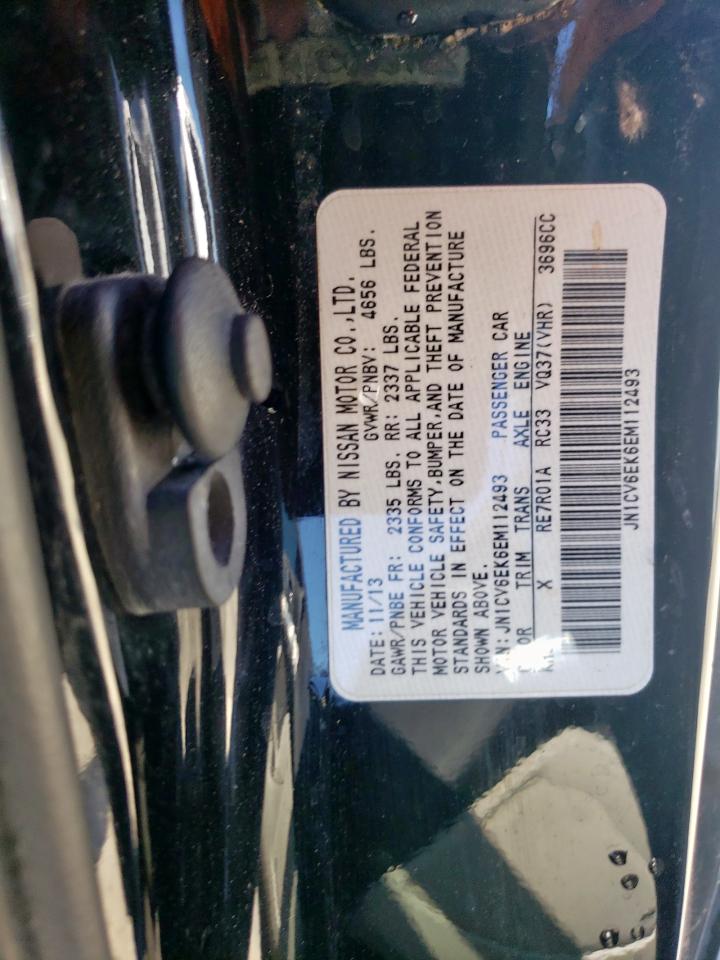 MANUFACTURED BY NISSAN MOTOR CO.,LTD.
DATE: 11/13 GVWR/PNBV: 4656 LBS.
GAWR/PNBE FR: 2335 LBS. RR: 2337 LBS.
THIS VEHICLE CONFORMS TO ALL APPLICABLE FEDERAL
MOTOR VEHICLE SAFETY,BUMPER,AND THEFT PREVENTION
STANDARDS IN EFFECT ON THE DATE OF MANUFACTURE
SHOWN ABOVE.
VIN:JN1CV6EK6EM112493 PASSENGER CAR
TRIM TRANS AXLE ENGINE
X RE7R01A RC33 VQ37(VHR) 3696CC
JN1CV6EK6EM112493